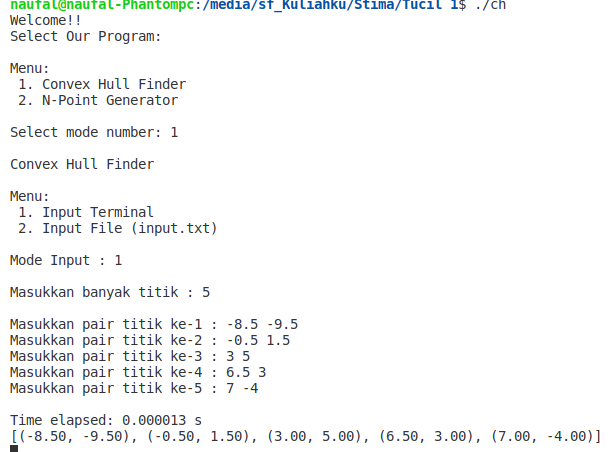 naufal@naufal-Phantompc:/media/sf_Kuliahku/Stima/Tucil 1$ ./ch
Welcome!!
Select Our Program:
Menu:
1. Convex Hull Finder
2. N-Point Generator
Select mode number: 1
Convex Hull Finder
Menu:
1. Input Terminal
2. Input File (input.txt)
Mode Input : 1
Masukkan banyak titik : 5
Masukkan pair titik ke-1 : -8.5 -9.5
Masukkan pair titik ke-2 : -0.5 1.5
Masukkan pair titik ke-3 : 3 5
Masukkan pair titik ke-4 : 6.5 3
Masukkan pair titik ke-5 : 7 -4
Time elapsed: 0.000013 s
[(-8.50, -9.50), (-0.50, 1.50), (3.00, 5.00), (6.50, 3.00), (7.00, -4.00)]